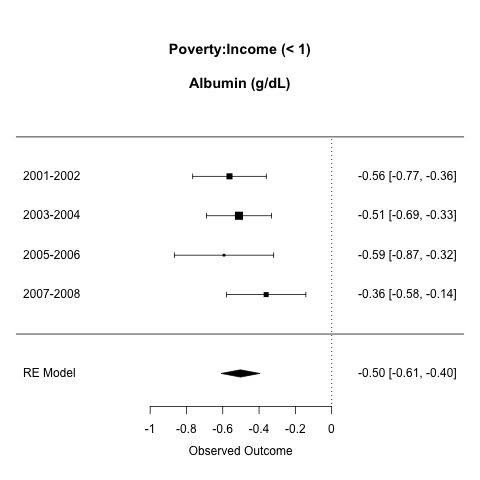 Poverty:Income (< 1)
Albumin (g/dL)
2001-2002 -0.56 [-0.77, -0.36]
2003-2004 -0.51 [-0.69, -0.33]
2005-2006 -0.59 [-0.87, -0.32]
2007-2008 -0.36 [-0.58, -0.14]
RE Model -0.50 [-0.61, -0.40]
-1 -0.8 -0.6 -0.4 -0.2 0
Observed Outcome